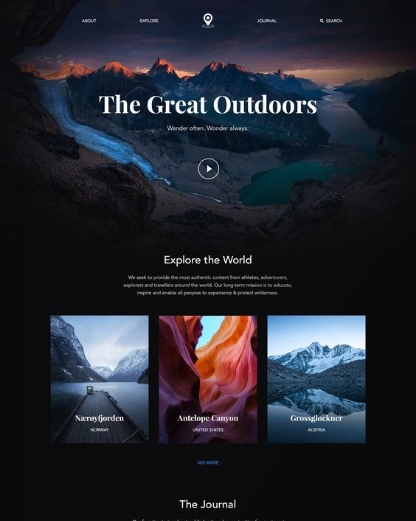 ABOUT
EXPLORE
JOURNAL
SEARCH
The Great Outdoors
Wander often. Wonder always.
Explore the World
We seek to provide the most authentic content from athletes, adventurers,
explorers and travellers around the world. Our long term mission is to educate,
inspire and enable all peoples to experience & protect wilderness.
Nærøyfjorden
NORWAY
Antelope Canyon
UNITED STATES
Grossglockner
AUSTRIA
SEE MORE
The Journal